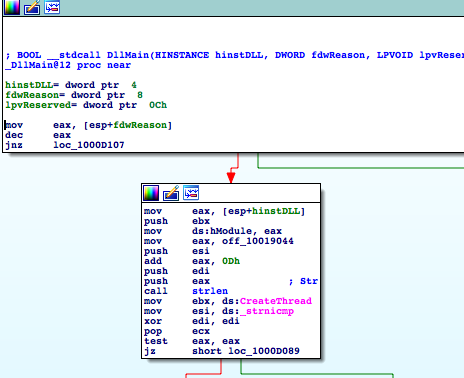 ; BOOL __stdcall DllMain(HINSTANCE hinstDLL, DWORD fdwReason, LPVOID lpvReser
_DllMain@12 proc near
hinstDLL= dword ptr  4
fdwReason= dword ptr  8
lpvReserved= dword ptr  0Ch
mov     eax, [esp+fdwReason]
dec     eax
jnz     loc_1000D107
mov     eax, [esp+hinstDLL]
push    ebx
mov     ds:hModule, eax
mov     eax, off_10019044
push    esi
add     eax, 0Dh
push    edi
push    eax             ; Str
call    strlen
mov     ebx, ds:CreateThread
mov     esi, ds:_strnicmp
xor     edi, edi
pop     ecx
test    eax, eax
jz      short loc_1000D089